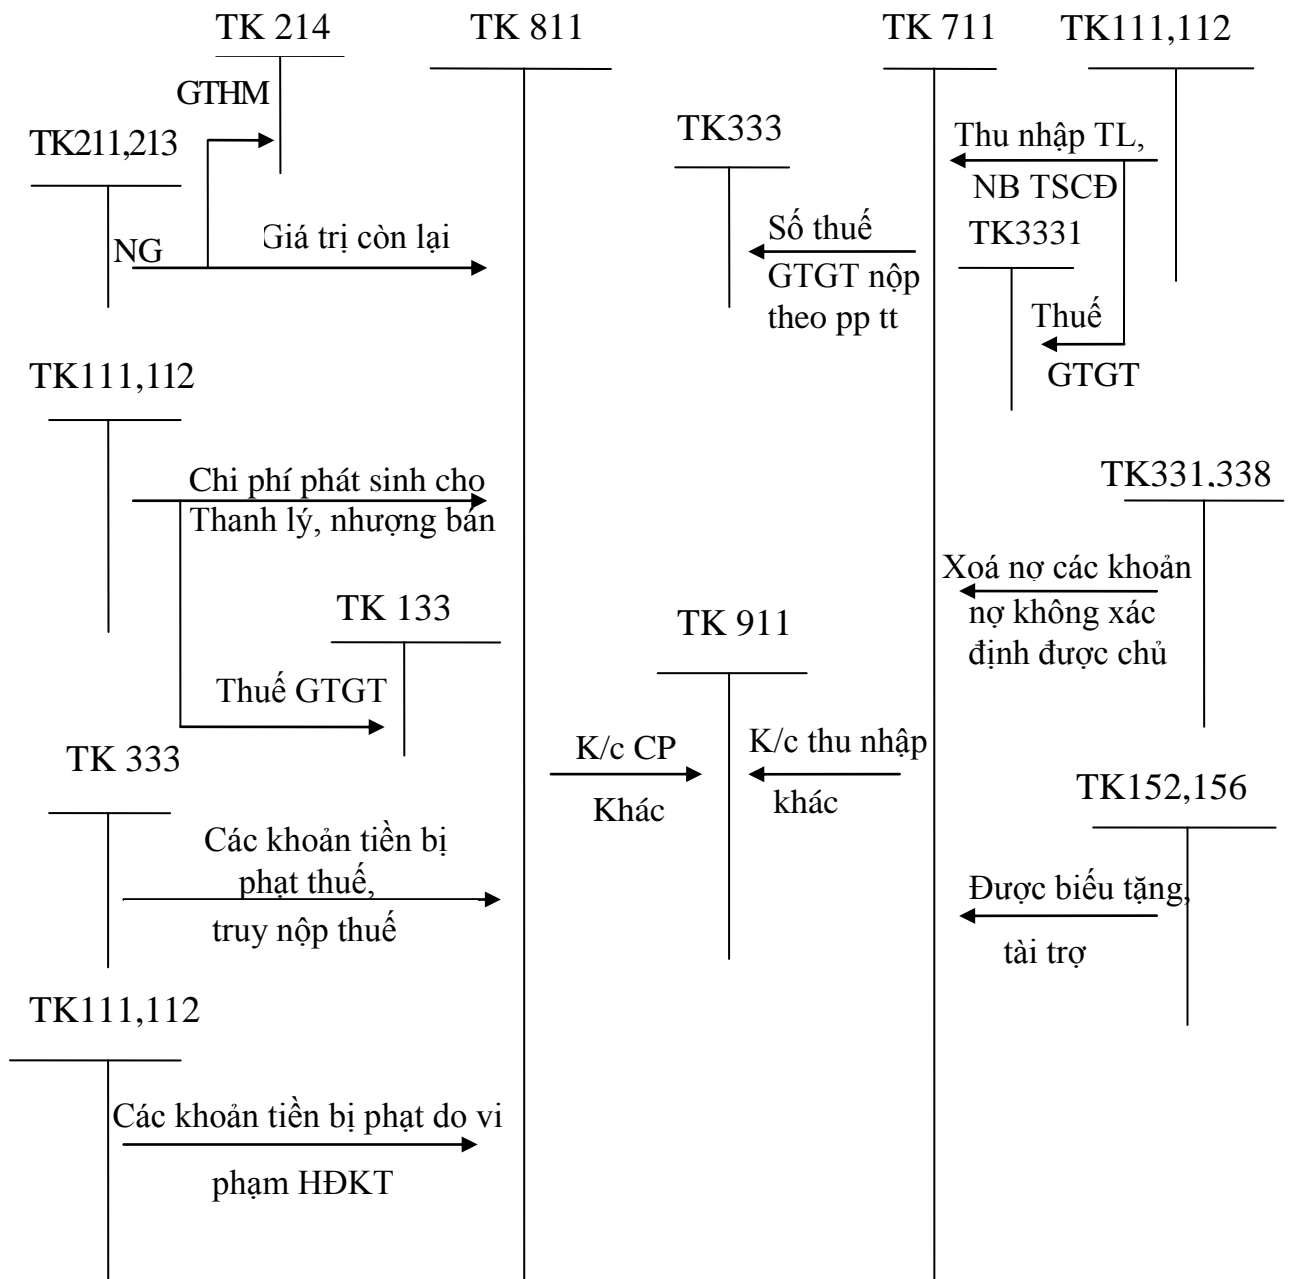 TK 214
TK 811
TK 711
TK111,112
GTHM
TK211,213
TK333
Thu nhập TL,
NB TSCĐ
NG
Giá trị còn lại
Số thuế
GTGT nộp
theo pp tt
TK3331
Thuế
GTGT
TK111,112
Chi phí phát sinh cho
Thanh lý, nhượng bán
TK331,338
Xoá nợ các khoản
nợ không xác
định được chủ
TK 133
TK 911
Thuế GTGT
TK 333
K/c CP
Khác
K/c thu nhập
khác
TK152,156
Các khoản tiền bị
phạt thuế,
truy nộp thuế
Được biếu tặng,
tài trợ
TK111,112
Các khoản tiền bị phạt do vi
phạm HĐKT